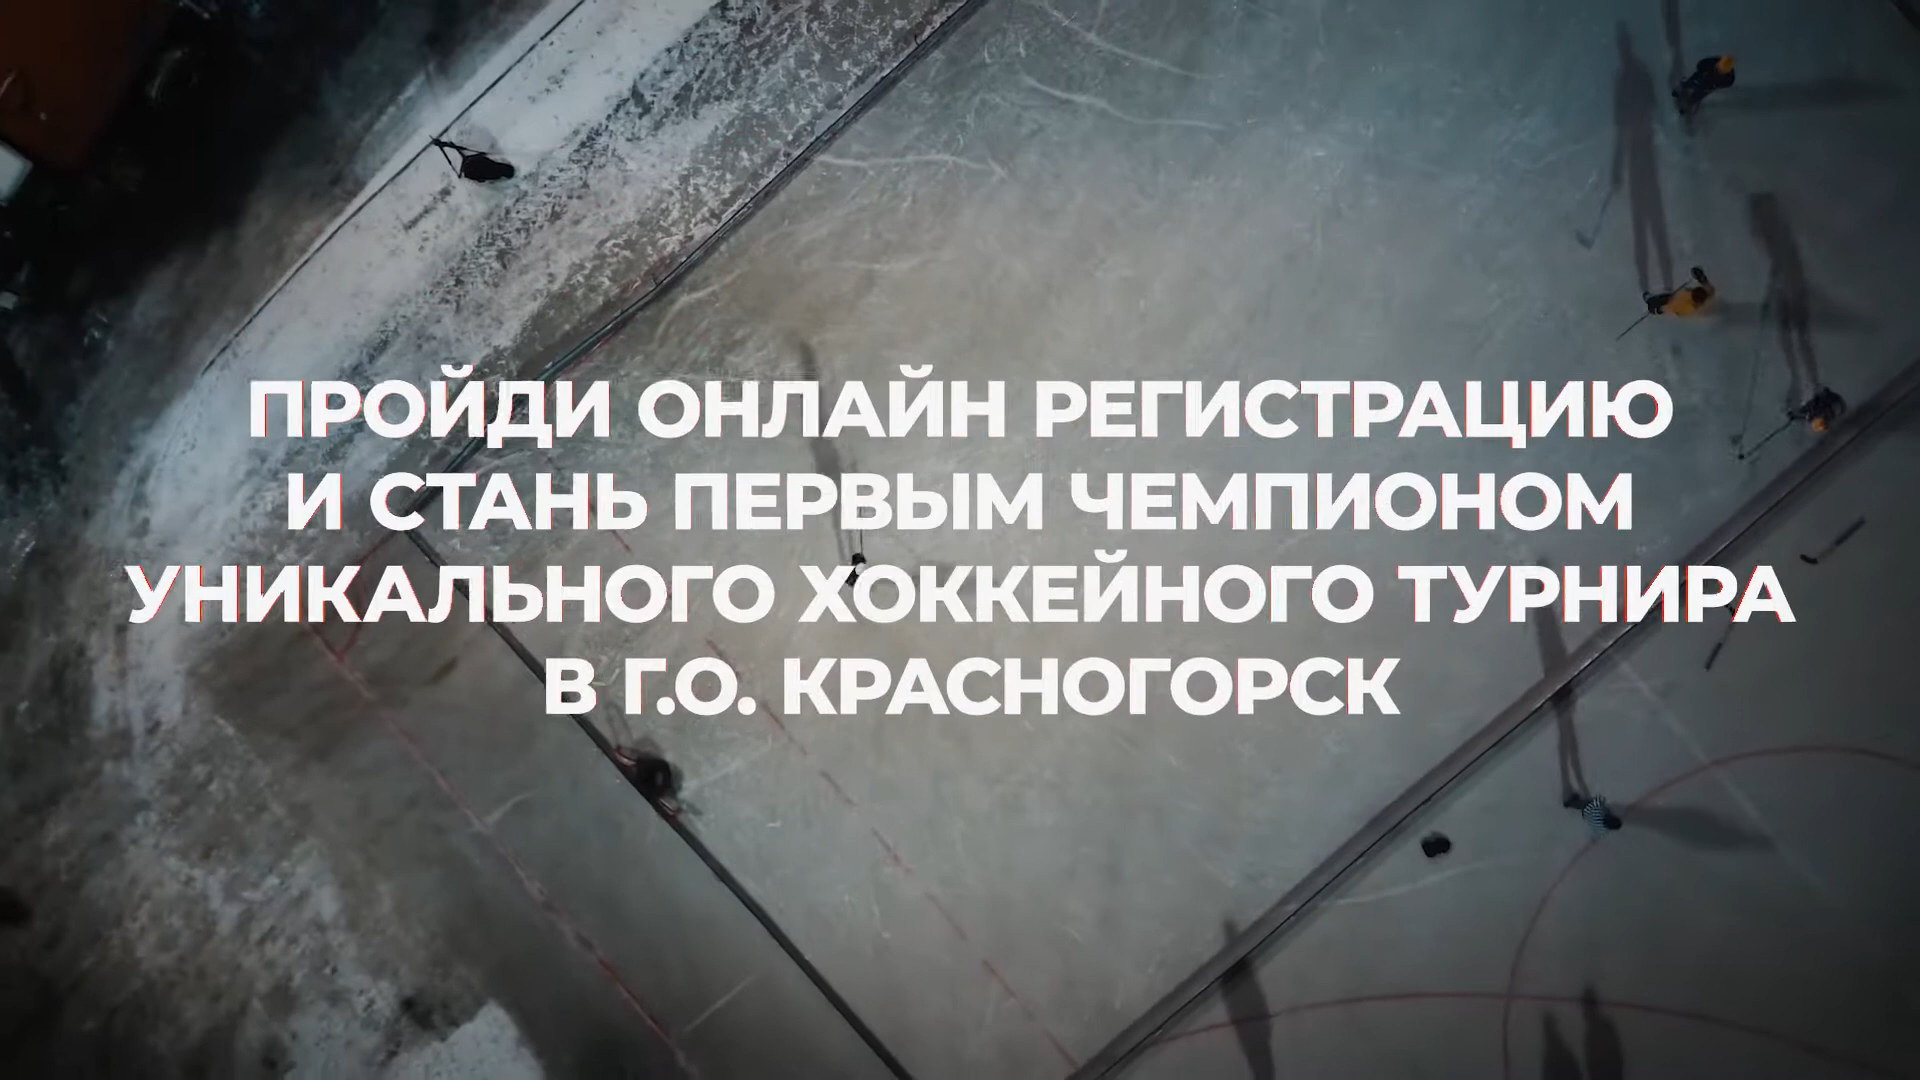 ПРОЙДИ ОНЛАЙН РЕГИСТРАЦИЮ
И СТАНЬ ПЕРВЫМ ЧЕМПИОНОМ
УНИКАЛЬНОГО ХОККЕЙНОГО ТУРНИРА
В Г.О. КРАСНОГОРСК